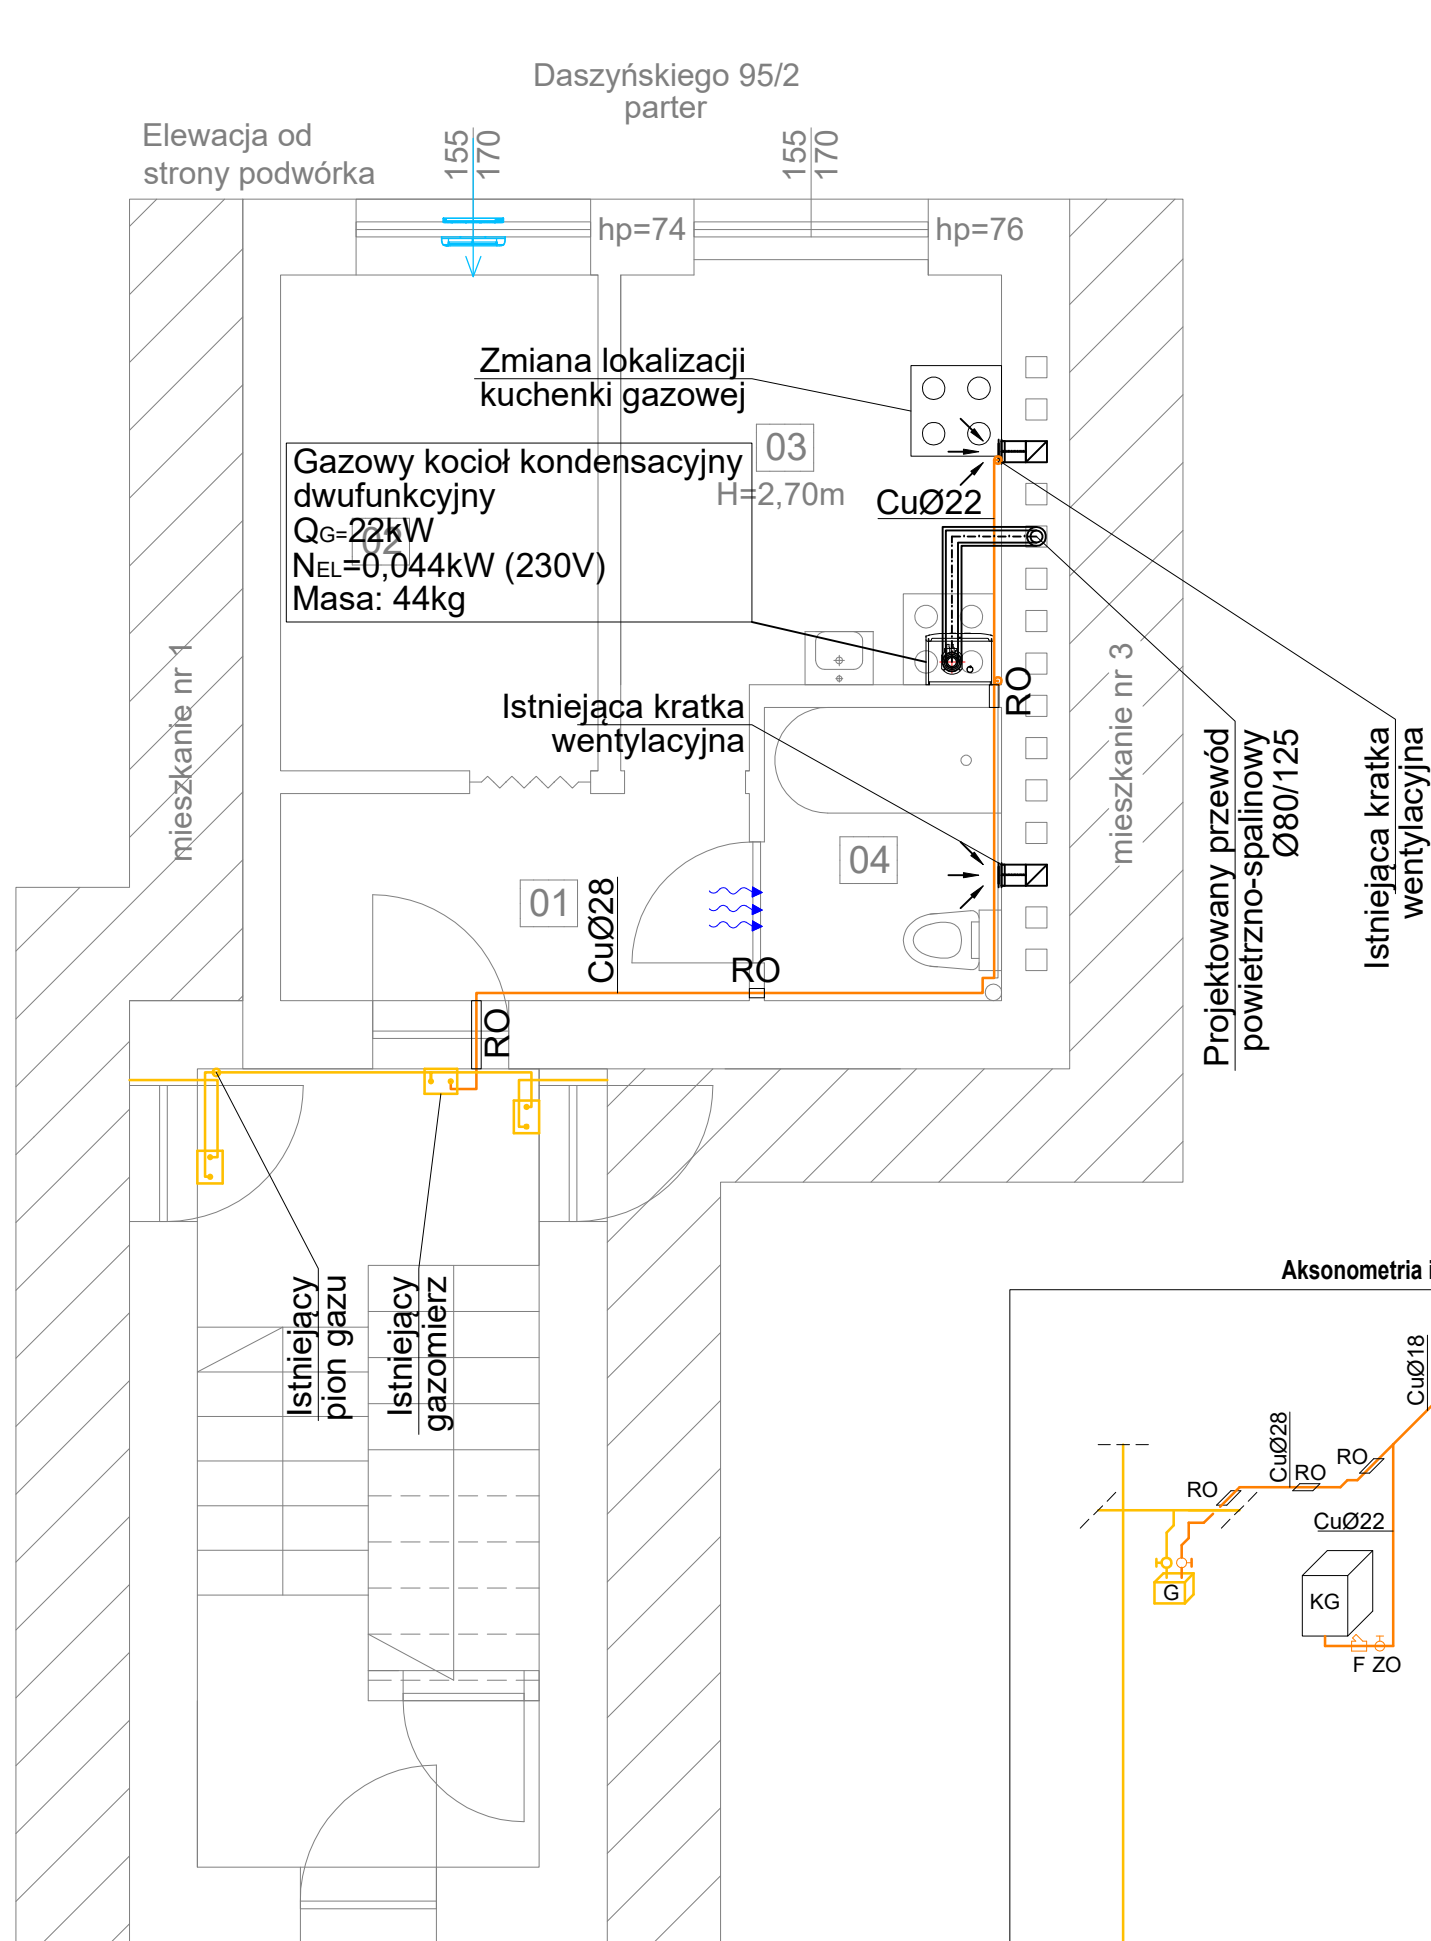 Daszyńskiego 95/2
parter
Elewacja od
strony podwórka
155
170
155
170
hp=74
hp=76
Zmiana lokalizacji
kuchenki gazowej
03
H=2,70m
Gazowy kocioł kondensacyjny
dwufunkcyjny
QG=22kW
02
NEL=0,044kW (230V)
Masa: 44kg
CuØ22
mieszkanie nr 1
Istniejąca kratka
wentylacyjna
RO
mieszkanie nr 3
Projektowany przewód
powietrzno-spalinowy
Ø80/125
Istniejąca kratka
wentylacyjna
04
01
CuØ28
RO
RO
Istniejący
pion gazu
Istniejący
gazomierz
Aksonometria i
CuØ18
CuØ28
RO
RO
RO
CuØ22
G
KG
F ZO